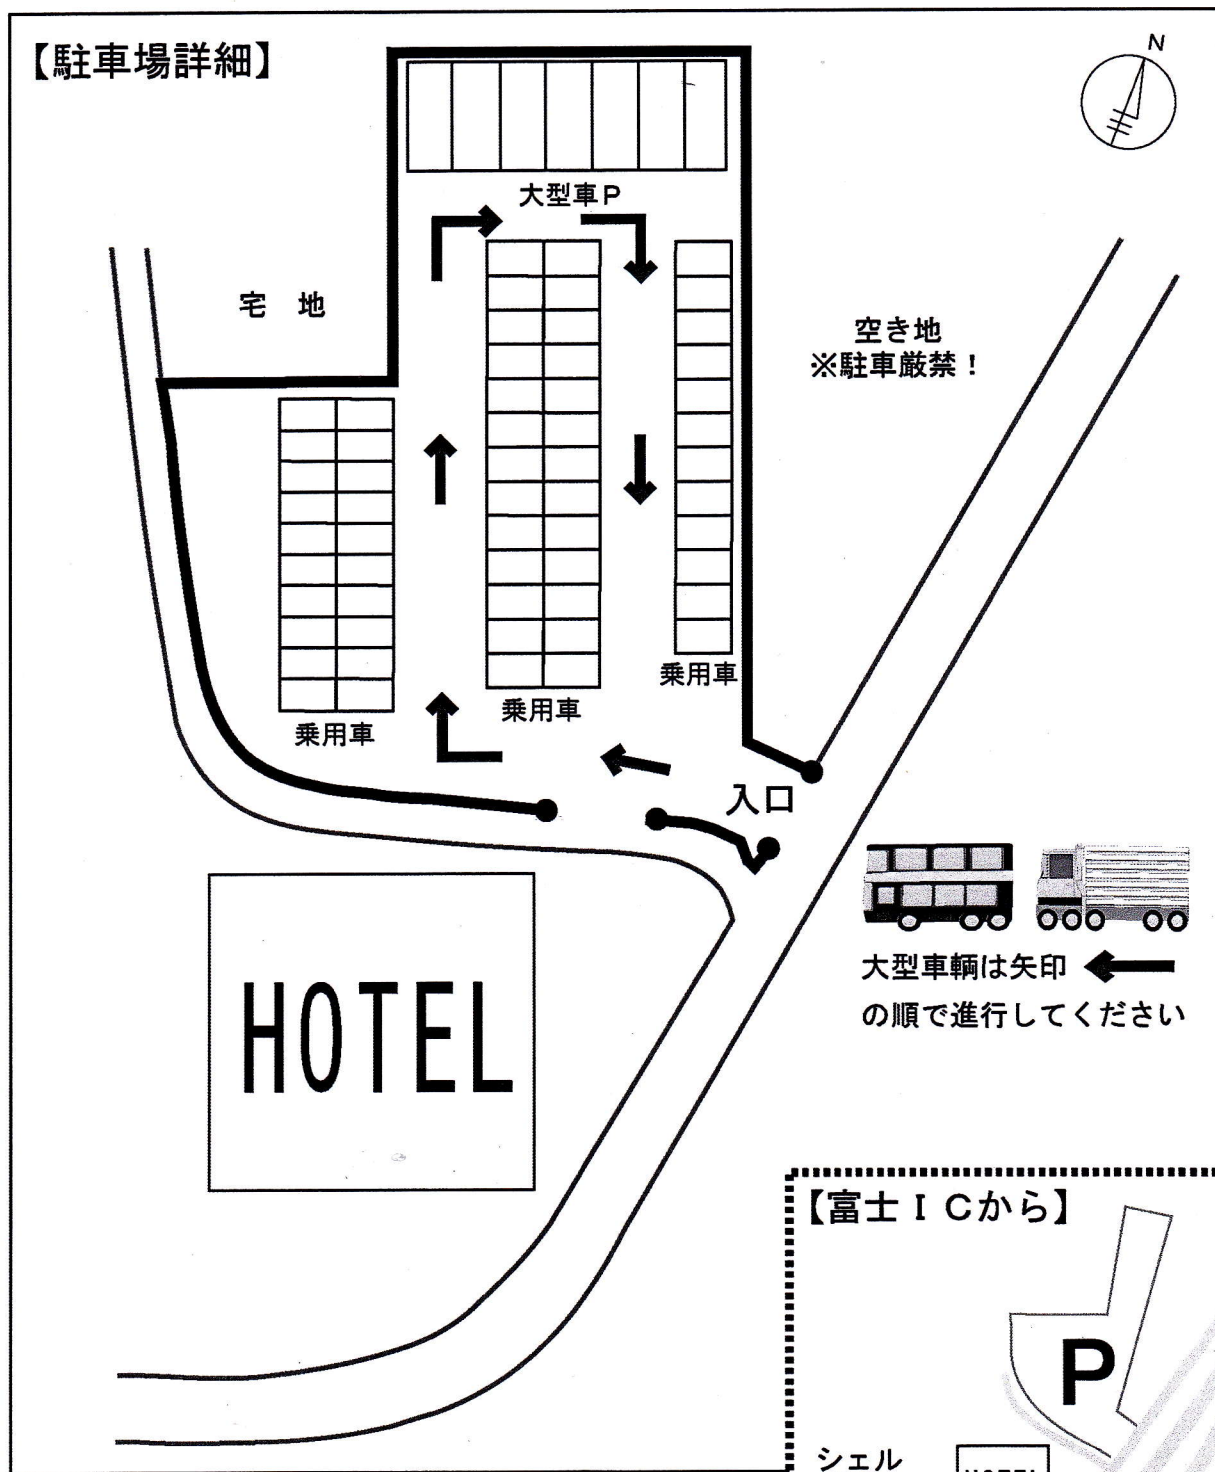 【駐車場詳細】
N
大型車P
宅 地
空き地
※駐車厳禁！
乗用車
乗用車
乗用車
入口
大型車輌は矢印
の順で進行してください
HOTEL
【富士ＩＣから】
P
シェル
HOTEL